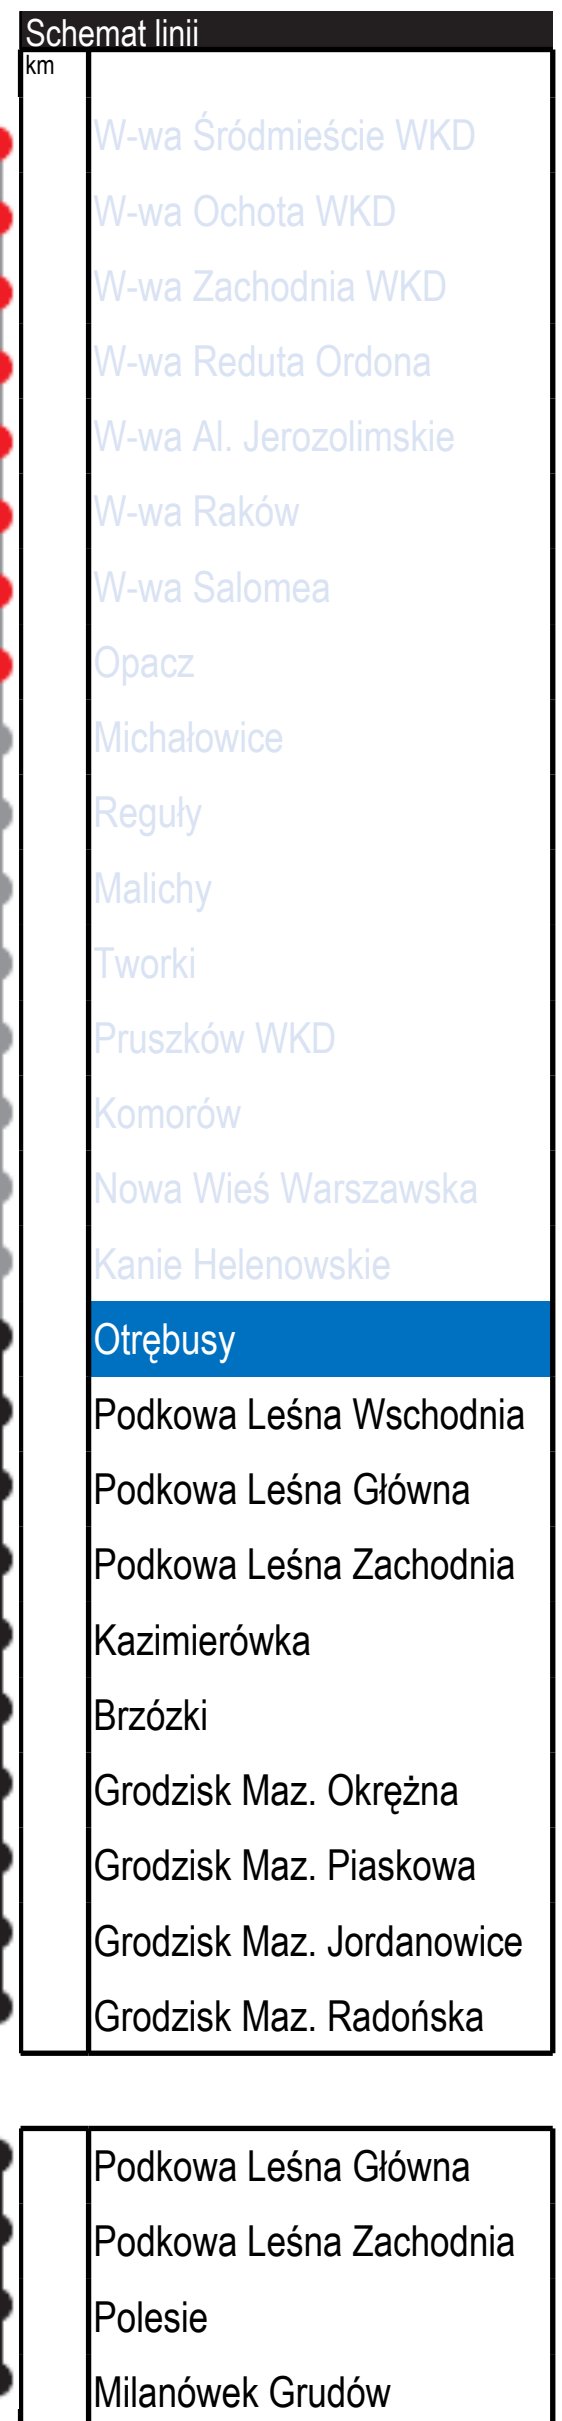 Schemat linii
km
W-wa Śródmieście WKD
W-wa Ochota WKD
W-wa Zachodnia WKD
W-wa Reduta Ordona
W-wa Al. Jerozolimskie
W-wa Raków
W-wa Salomea
Opacz
Michałowice
Reguły
Malichy
Tworki
Pruszków WKD
Komorów
Nowa Wieś Warszawska
Kanie Helenowskie
Otrębusy
Podkowa Leśna Wschodnia
Podkowa Leśna Główna
Podkowa Leśna Zachodnia
Kazimierówka
Brzózki
Grodzisk Maz. Okrężna
Grodzisk Maz. Piaskowa
Grodzisk Maz. Jordanowice
Grodzisk Maz. Radońska
Podkowa Leśna Główna
Podkowa Leśna Zachodnia
Polesie
Milanówek Grudów